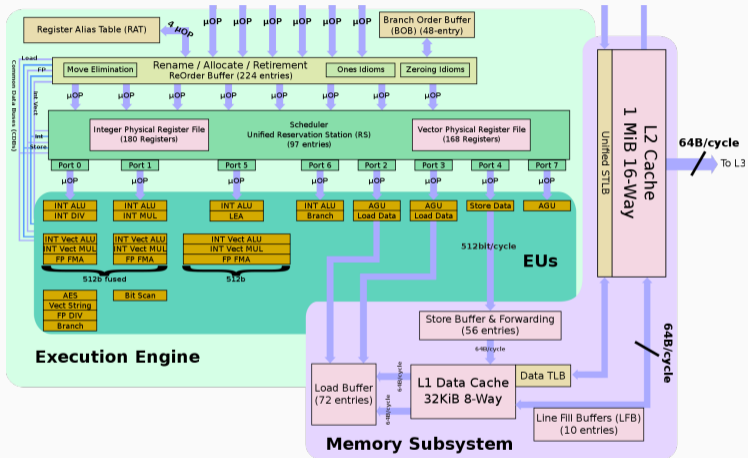 Register Alias Table (RAT)
4 µOP
µOP µOP µOP µOP µOP µOP
Branch Order Buffer
(BOB) (48-entry)
Rename / Allocate / Retirement
ReOrder Buffer (224 entries)
Move Elimination
Ones Idioms
Zeroing Idioms
Load
FP
Common Data Buses (CDBs)
Int Vect
Int
Store
µOP µOP µOP µOP µOP µOP
Scheduler
Unified Reservation Station (RS)
(97 entries)
Integer Physical Register File
(180 Registers)
Vector Physical Register File
(168 Registers)
Port 0 Port 1 Port 5 Port 6 Port 2 Port 3 Port 4 Port 7
µOP µOP µOP µOP µOP µOP µOP µOP
INT ALU
INT DIV
INT Vect ALU
INT Vect MUL
FP FMA
INT ALU
INT MUL
INT Vect ALU
INT Vect MUL
FP FMA
512b fused
AES
Vect String
FP DIV
Branch
Bit Scan
INT ALU
LEA
INT Vect ALU
INT Vect MUL
FP FMA
512b
INT ALU
Branch
AGU
Load Data
AGU
Load Data
Store Data
AGU
512bit/cycle
EUs
Execution Engine
Store Buffer & Forwarding
(56 entries)
64B/cycle
Load Buffer
(72 entries)
64B/cycle
64B/cycle
L1 Data Cache
32KiB 8-Way
Data TLB
Line Fill Buffers (LFB)
(10 entries)
Memory Subsystem
Unified STLB
L2 Cache
1 MiB 16-Way
64B/cycle
To L3
64B/cycle